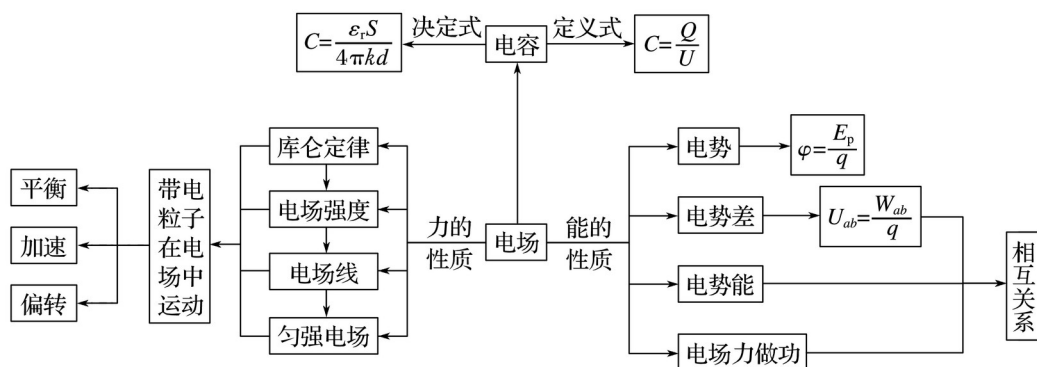 C=εrS/4πkd
决定式
电容
定义式
C=Q/U
库仑定律
电场强度
电场线
匀强电场
平衡
加速
偏转
带电粒子在电场中运动
力的性质
电场
能的性质
电势
φ=Ep/q
电势差
Uab=Wab/q
电势能
电场力做功
相互关系